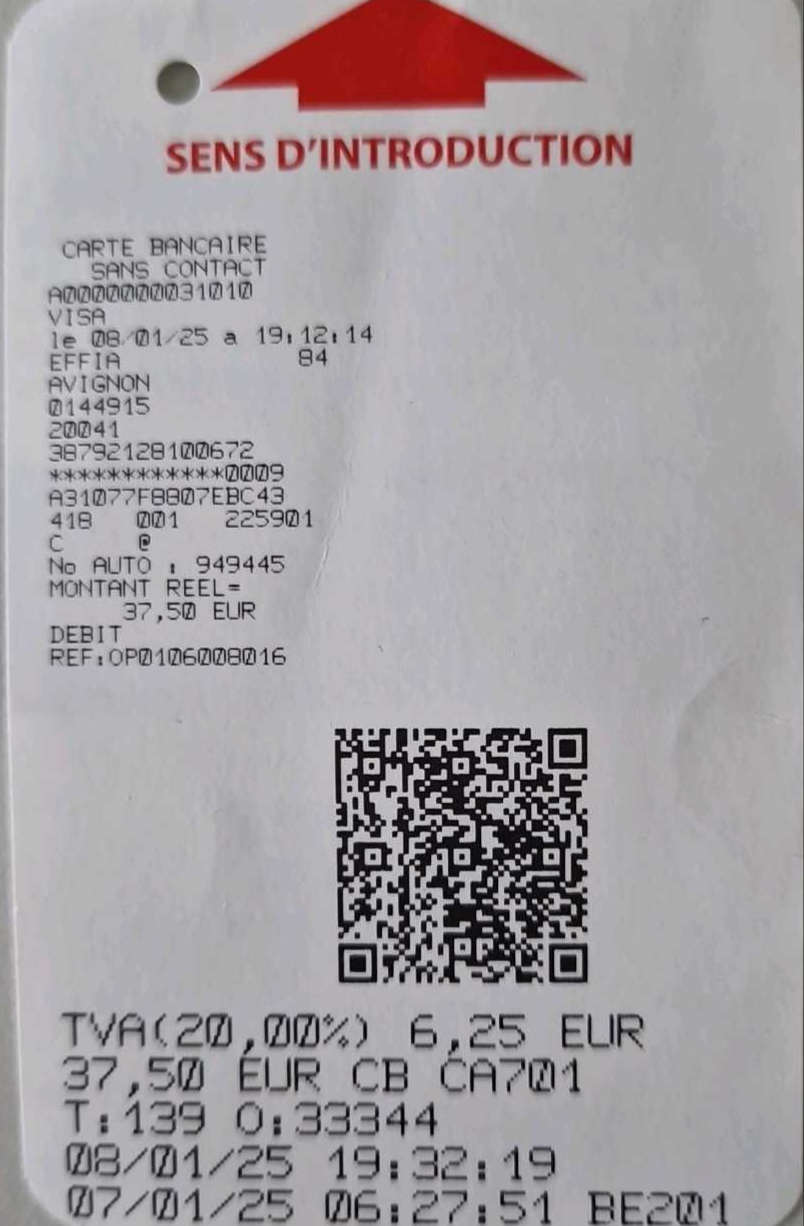 SENS D'INTRODUCTION
CARTE BANCAIRE
SANS CONTACT
A0000000031010
VISA
le 08/01/25 a 19:12:14
EFFIA 84
AVIGNON
0144915
20041
38792128100672
************0009
A31077F8807EBC43
418 001 225901
C @
No AUTO : 949445
MONTANT REEL=
37,50 EUR
DEBIT
REF:OP0106008016
TVA(20,00%) 6,25 EUR
37,50 EUR CB CA701
T:139 O:33344
08/01/25 19:32:19
07/01/25 06:27:51 BE201